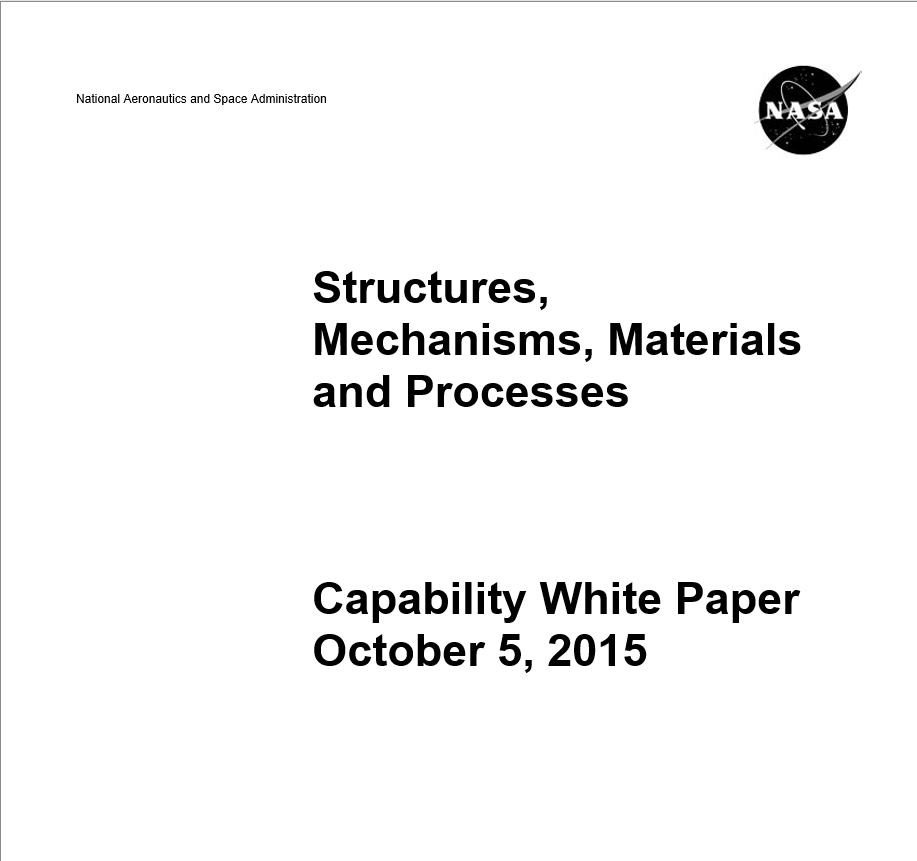 National Aeronautics and Space Administration
NASA
Structures,
Mechanisms, Materials
and Processes
Capability White Paper
October 5, 2015